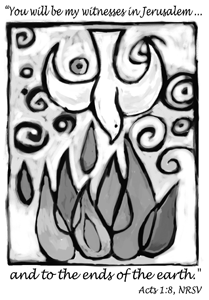 "You will be my witnesses in Jerusalem ...
and to the ends of the earth."
Acts 1:8, NRSV